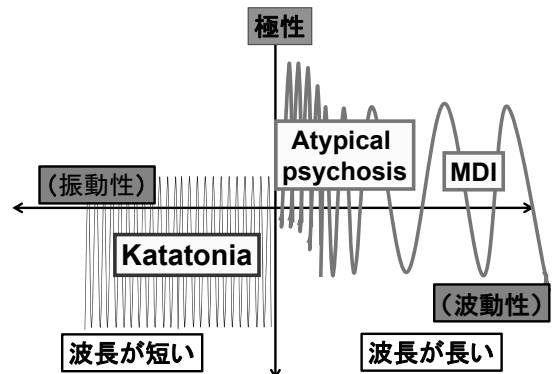 極性
Atypical
psychosis
MDI
(振動性)
Katatonia
(波動性)
波長が短い
波長が長い